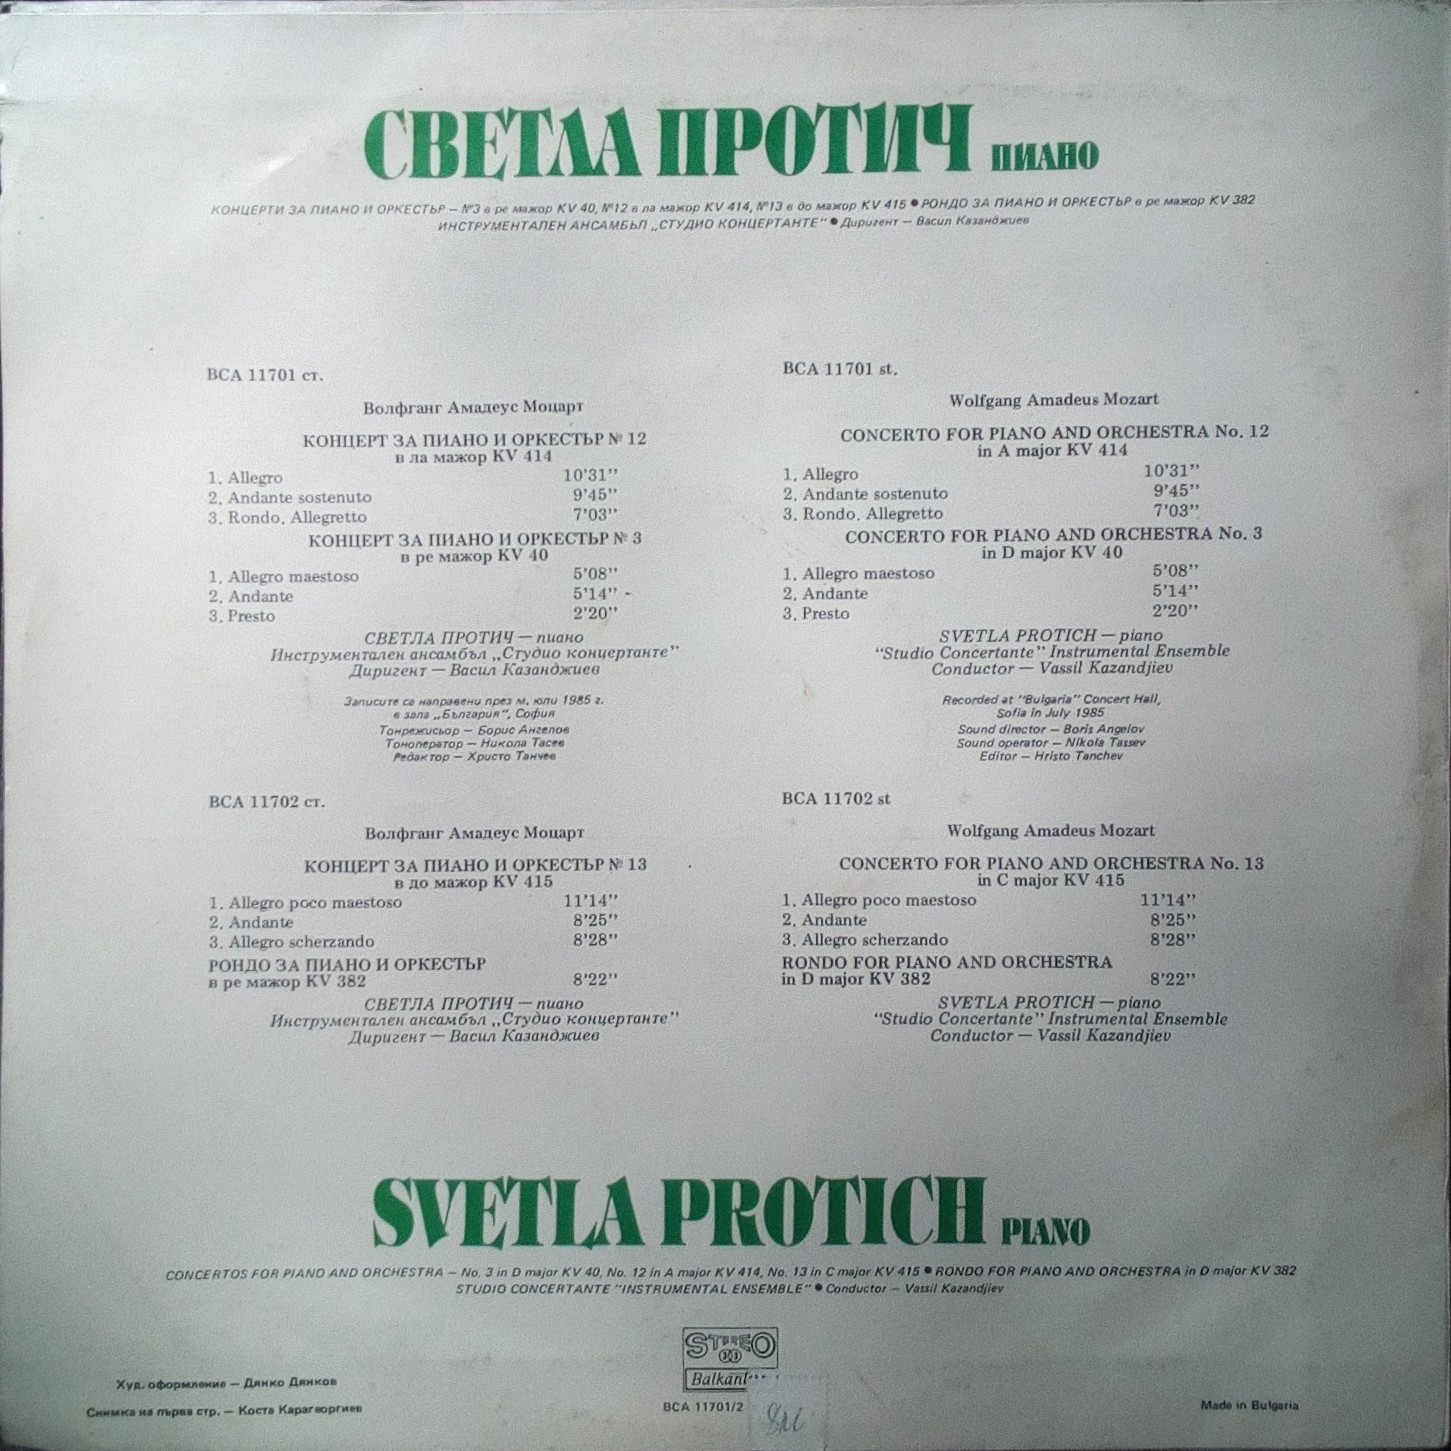 СВЕТЛА ПРОТИЧ ПИАНО
КОНЦЕРТИ ЗА ПИАНО И ОРКЕСТЪР — №3 в ре мажор KV 40, №12 в ла мажор KV 414, №13 в до мажор KV 415 ● РОНДО ЗА ПИАНО И ОРКЕСТЪР в ре мажор KV 382
ИНСТРУМЕНТАЛЕН АНСАМБЪЛ „СТУДИО КОНЦЕРТАНТЕ" ● Диригент — Васил Казанджиев
ВСА 11701 ст.
Волфганг Амадеус Моцарт
КОНЦЕРТ ЗА ПИАНО И ОРКЕСТЪР № 12
в ла мажор KV 414
1. Allegro 10'31''
2. Andante sostenuto 9'45''
3. Rondo. Allegretto 7'03''
КОНЦЕРТ ЗА ПИАНО И ОРКЕСТЪР № 3
в ре мажор KV 40
1. Allegro maestoso 5'08''
2. Andante 5'14''
3. Presto 2'20''
СВЕТЛА ПРОТИЧ — пиано
Инструментален ансамбъл „Студио концертанте"
Диригент — Васил Казанджиев
Записите са направени през м. юли 1985 г.
в зала „България", София
Тонрежисьор — Борис Ангелов
Тоноператор — Никола Тасев
Редактор — Христо Танчев
ВСА 11702 ст.
Волфганг Амадеус Моцарт
КОНЦЕРТ ЗА ПИАНО И ОРКЕСТЪР № 13
в до мажор KV 415
1. Allegro poco maestoso 11'14''
2. Andante 8'25''
3. Allegro scherzando 8'28''
РОНДО ЗА ПИАНО И ОРКЕСТЪР
в ре мажор KV 382 8'22''
СВЕТЛА ПРОТИЧ — пиано
Инструментален ансамбъл „Студио концертанте"
Диригент — Васил Казанджиев
BCA 11701 st.
Wolfgang Amadeus Mozart
CONCERTO FOR PIANO AND ORCHESTRA No. 12
in A major KV 414
1. Allegro 10'31''
2. Andante sostenuto 9'45''
3. Rondo. Allegretto 7'03''
CONCERTO FOR PIANO AND ORCHESTRA No. 3
in D major KV 40
1. Allegro maestoso 5'08''
2. Andante 5'14''
3. Presto 2'20''
SVETLA PROTICH — piano
"Studio Concertante" Instrumental Ensemble
Conductor — Vassil Kazandjiev
Recorded at "Bulgaria" Concert Hall,
Sofia in July 1985
Sound director — Boris Angelov
Sound operator — Nikola Tassev
Editor — Hristo Tanchev
BCA 11702 st
Wolfgang Amadeus Mozart
CONCERTO FOR PIANO AND ORCHESTRA No. 13
in C major KV 415
1. Allegro poco maestoso 11'14''
2. Andante 8'25''
3. Allegro scherzando 8'28''
RONDO FOR PIANO AND ORCHESTRA
in D major KV 382 8'22''
SVETLA PROTICH — piano
"Studio Concertante" Instrumental Ensemble
Conductor — Vassil Kazandjiev
SVETLA PROTICH PIANO
CONCERTOS FOR PIANO AND ORCHESTRA — No. 3 in D major KV 40, No. 12 in A major KV 414, No. 13 in C major KV 415 ● RONDO FOR PIANO AND ORCHESTRA in D major KV 382
STUDIO CONCERTANTE "INSTRUMENTAL ENSEMBLE" ● Conductor — Vassil Kazandjiev
STEREO
33
Худ. оформление — Дянко Дянков
Снимка на първа стр. — Коста Карагеоргиев
BCA 11701/2
Made in Bulgaria